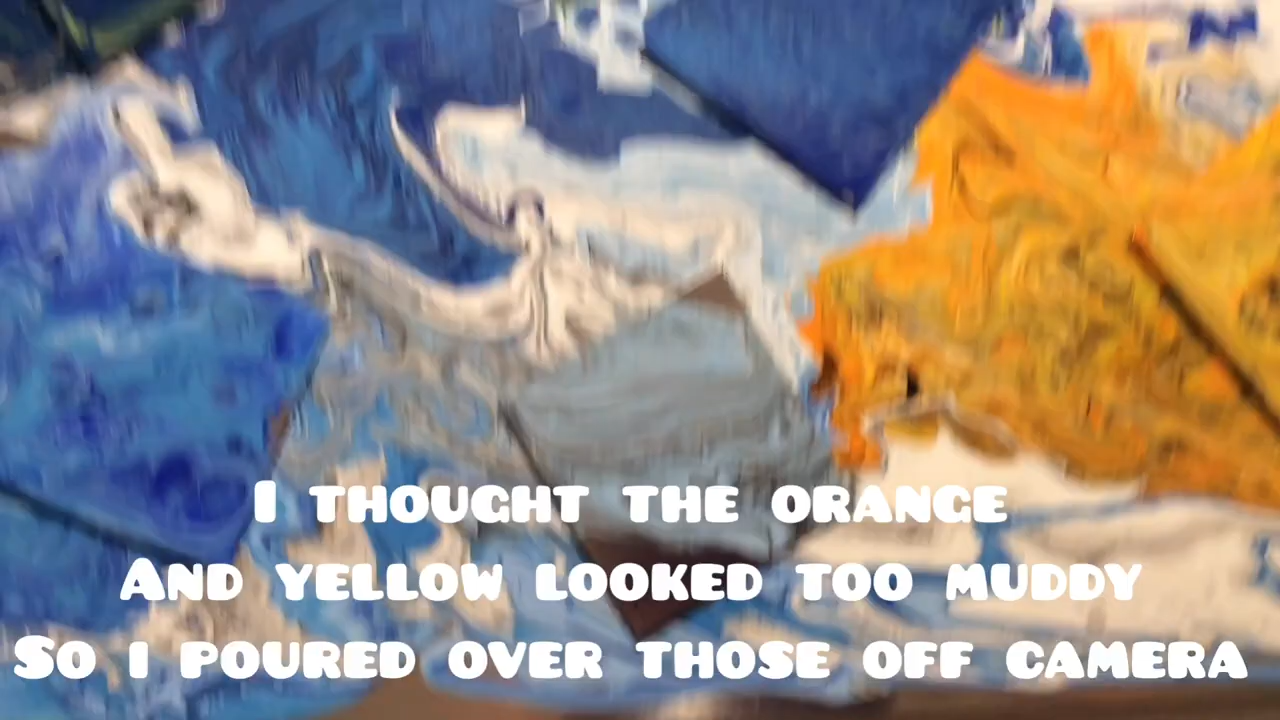 I THOUGHT THE ORANGE
AND YELLOW LOOKED TOO MUDDY
SO I POURED OVER THOSE OFF CAMERA